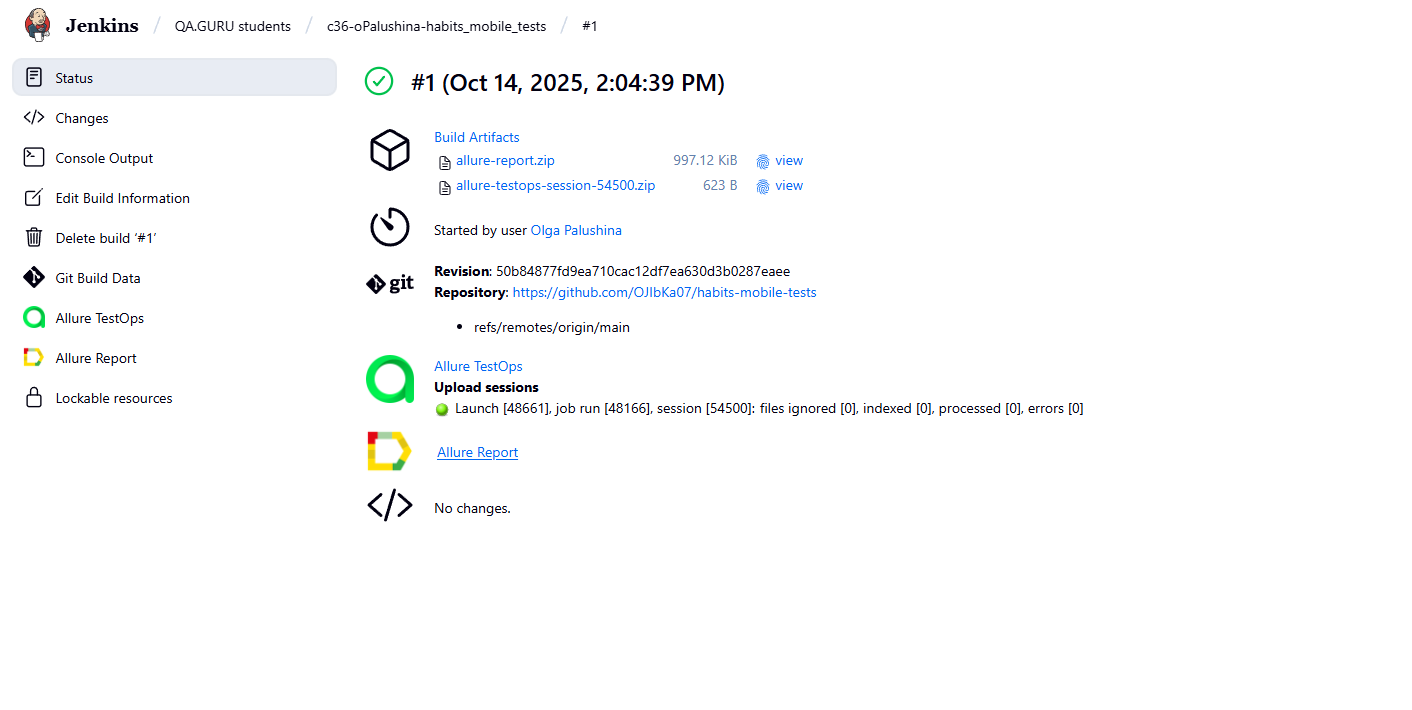 Jenkins / QA.GURU students / c36-oPalushina-habits_mobile_tests / #1
Status
Changes
Console Output
Edit Build Information
Delete build ‘#1’
Git Build Data
Allure TestOps
Allure Report
Lockable resources
#1 (Oct 14, 2025, 2:04:39 PM)
Build Artifacts
allure-report.zip 997.12 KiB view
allure-testops-session-54500.zip 623 B view
Started by user Olga Palushina
git
Revision: 50b84877fd9ea710cac12df7ea630d3b0287eaee
Repository: https://github.com/OJIbKa07/habits-mobile-tests
• refs/remotes/origin/main
Allure TestOps
Upload sessions
Launch [48661], job run [48166], session [54500]: files ignored [0], indexed [0], processed [0], errors [0]
Allure Report
No changes.